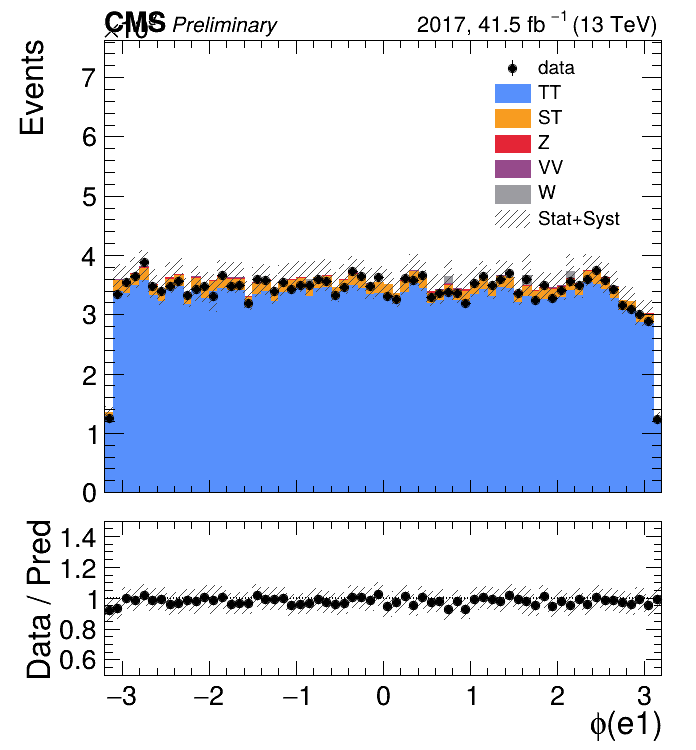 CMS Preliminary 2017, 41.5 fb⁻¹ (13 TeV)
Events
7
6
5
4
3
2
1
0
data
TT
ST
Z
VV
W
Stat+Syst
Data / Pred
1.4
1.2
1
0.8
0.6
−3 −2 −1 0 1 2 3
ϕ(e1)